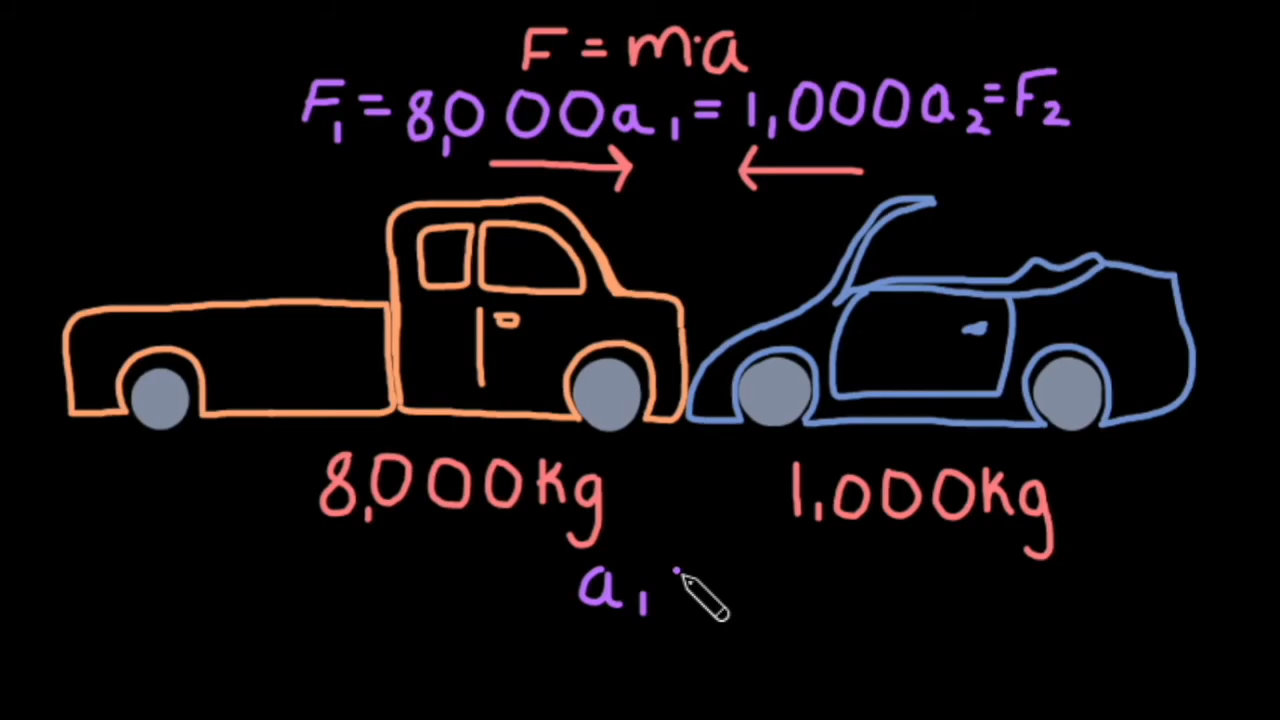 F = m·a
F₁ = 8,000a₁ = 1,000a₂ = F₂
8,000kg 1,000kg
a₁